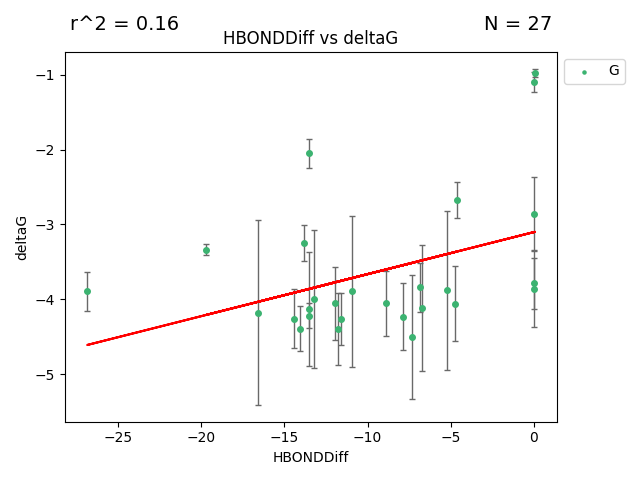 r^2 = 0.16
N = 27
HBONDDiff vs deltaG
G
−1
−2
−3
−4
−5
deltaG
−25
−20
−15
−10
−5
0
HBONDDiff